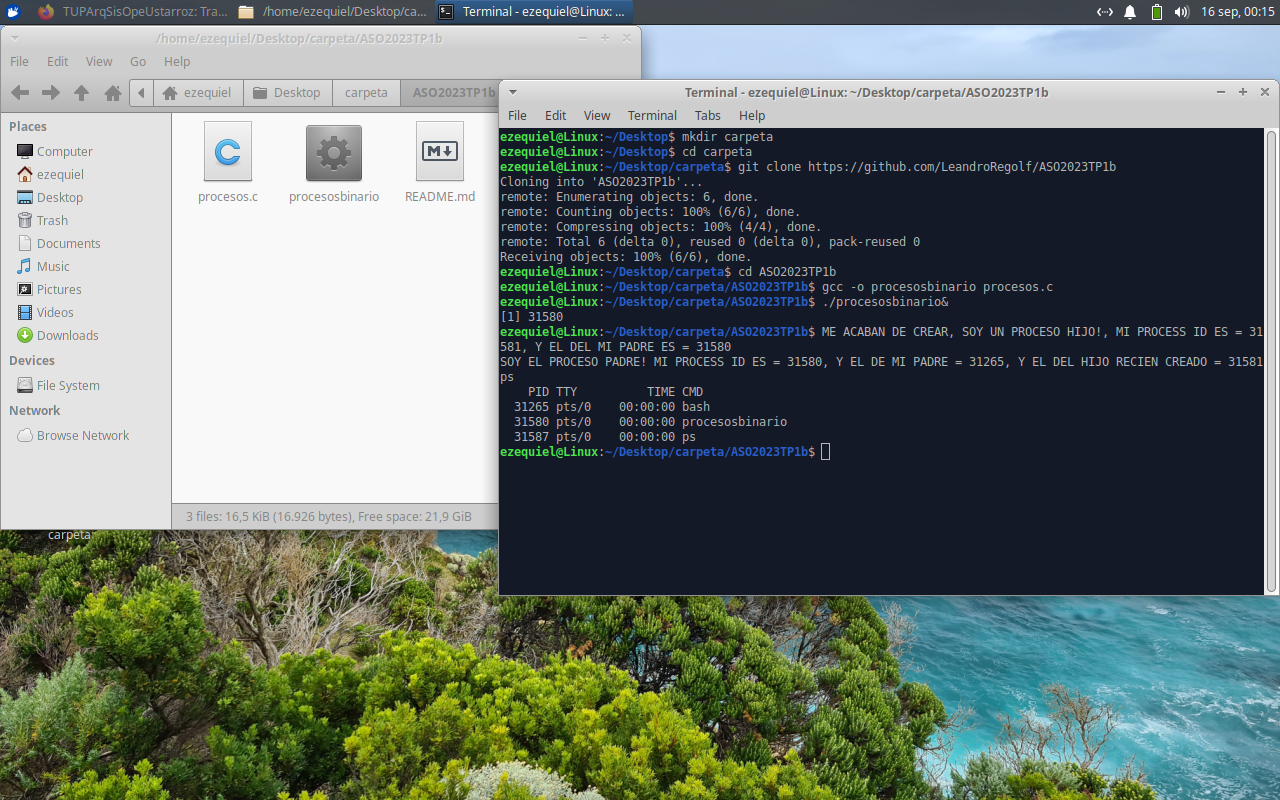 TUPArqSisOpeUstarroz: Tra...
/home/ezequiel/Desktop/ca...
Terminal - ezequiel@Linux: ...
16 sep, 00:15
/home/ezequiel/Desktop/carpeta/ASO2023TP1b
File Edit View Go Help
ezequiel Desktop carpeta ASO2023TP1b
Places
Computer
ezequiel
Desktop
Trash
Documents
Music
Pictures
Videos
Downloads
Devices
File System
Network
Browse Network
procesos.c
procesosbinario
README.md
3 files: 16,5 KiB (16.926 bytes), Free space: 21,9 GiB
carpeta
Terminal - ezequiel@Linux: ~/Desktop/carpeta/ASO2023TP1b
File Edit View Terminal Tabs Help
ezequiel@Linux:~/Desktop$ mkdir carpeta
ezequiel@Linux:~/Desktop$ cd carpeta
ezequiel@Linux:~/Desktop/carpeta$ git clone https://github.com/LeandroRegolf/ASO2023TP1b
Cloning into 'ASO2023TP1b'...
remote: Enumerating objects: 6, done.
remote: Counting objects: 100% (6/6), done.
remote: Compressing objects: 100% (4/4), done.
remote: Total 6 (delta 0), reused 0 (delta 0), pack-reused 0
Receiving objects: 100% (6/6), done.
ezequiel@Linux:~/Desktop/carpeta$ cd ASO2023TP1b
ezequiel@Linux:~/Desktop/carpeta/ASO2023TP1b$ gcc -o procesosbinario procesos.c
ezequiel@Linux:~/Desktop/carpeta/ASO2023TP1b$ ./procesosbinario&
[1] 31580
ezequiel@Linux:~/Desktop/carpeta/ASO2023TP1b$ ME ACABAN DE CREAR, SOY UN PROCESO HIJO!, MI PROCESS ID ES = 31
581, Y EL DEL MI PADRE ES = 31580
SOY EL PROCESO PADRE! MI PROCESS ID ES = 31580, Y EL DE MI PADRE = 31265, Y EL DEL HIJO RECIEN CREADO = 31581
ps
PID TTY TIME CMD
31265 pts/0 00:00:00 bash
31580 pts/0 00:00:00 procesosbinario
31587 pts/0 00:00:00 ps
ezequiel@Linux:~/Desktop/carpeta/ASO2023TP1b$